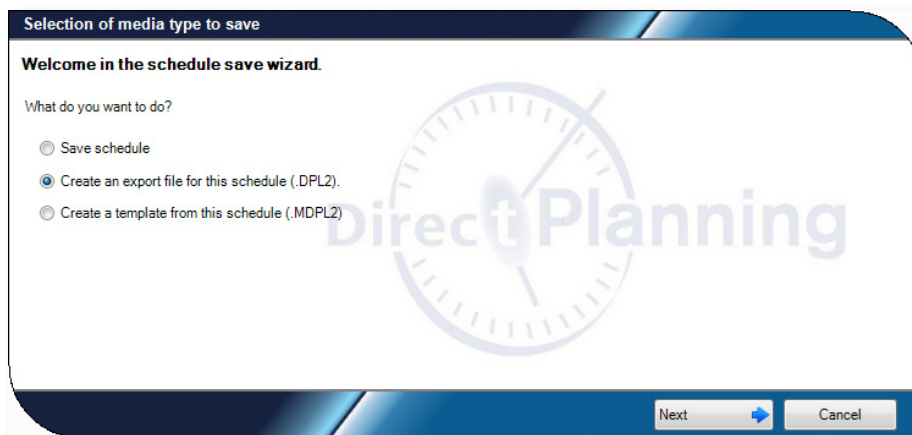 Selection of media type to save
Welcome in the schedule save wizard.
What do you want to do?
Save schedule
Create an export file for this schedule (.DPL2).
Create a template from this schedule (.MDPL2)
Direct Planning
Next
Cancel